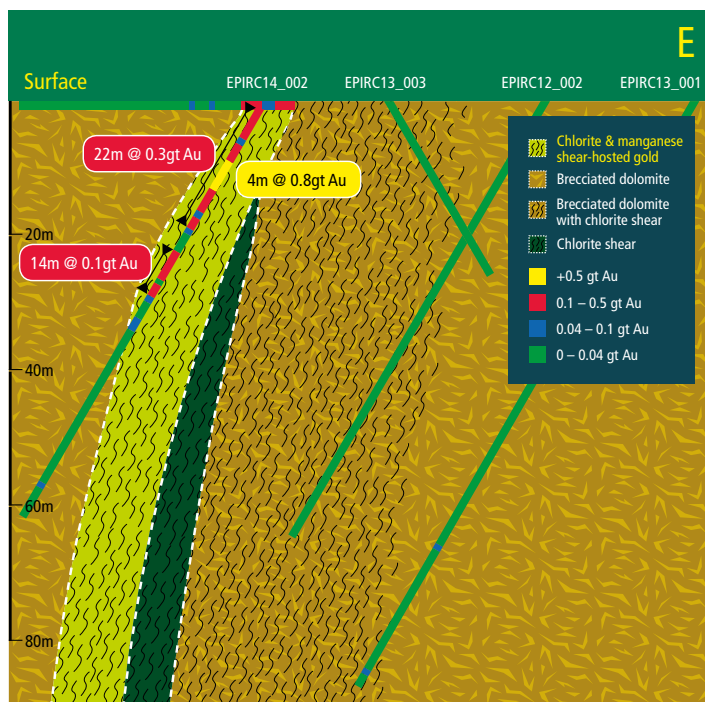 E
Surface
EPIRC14_002
EPIRC13_003
EPIRC12_002
EPIRC13_001
22m @ 0.3gt Au
4m @ 0.8gt Au
14m @ 0.1gt Au
20m
40m
60m
80m
Chlorite & manganese
shear-hosted gold
Brecciated dolomite
Brecciated dolomite
with chlorite shear
Chlorite shear
+0.5 gt Au
0.1 – 0.5 gt Au
0.04 – 0.1 gt Au
0 – 0.04 gt Au